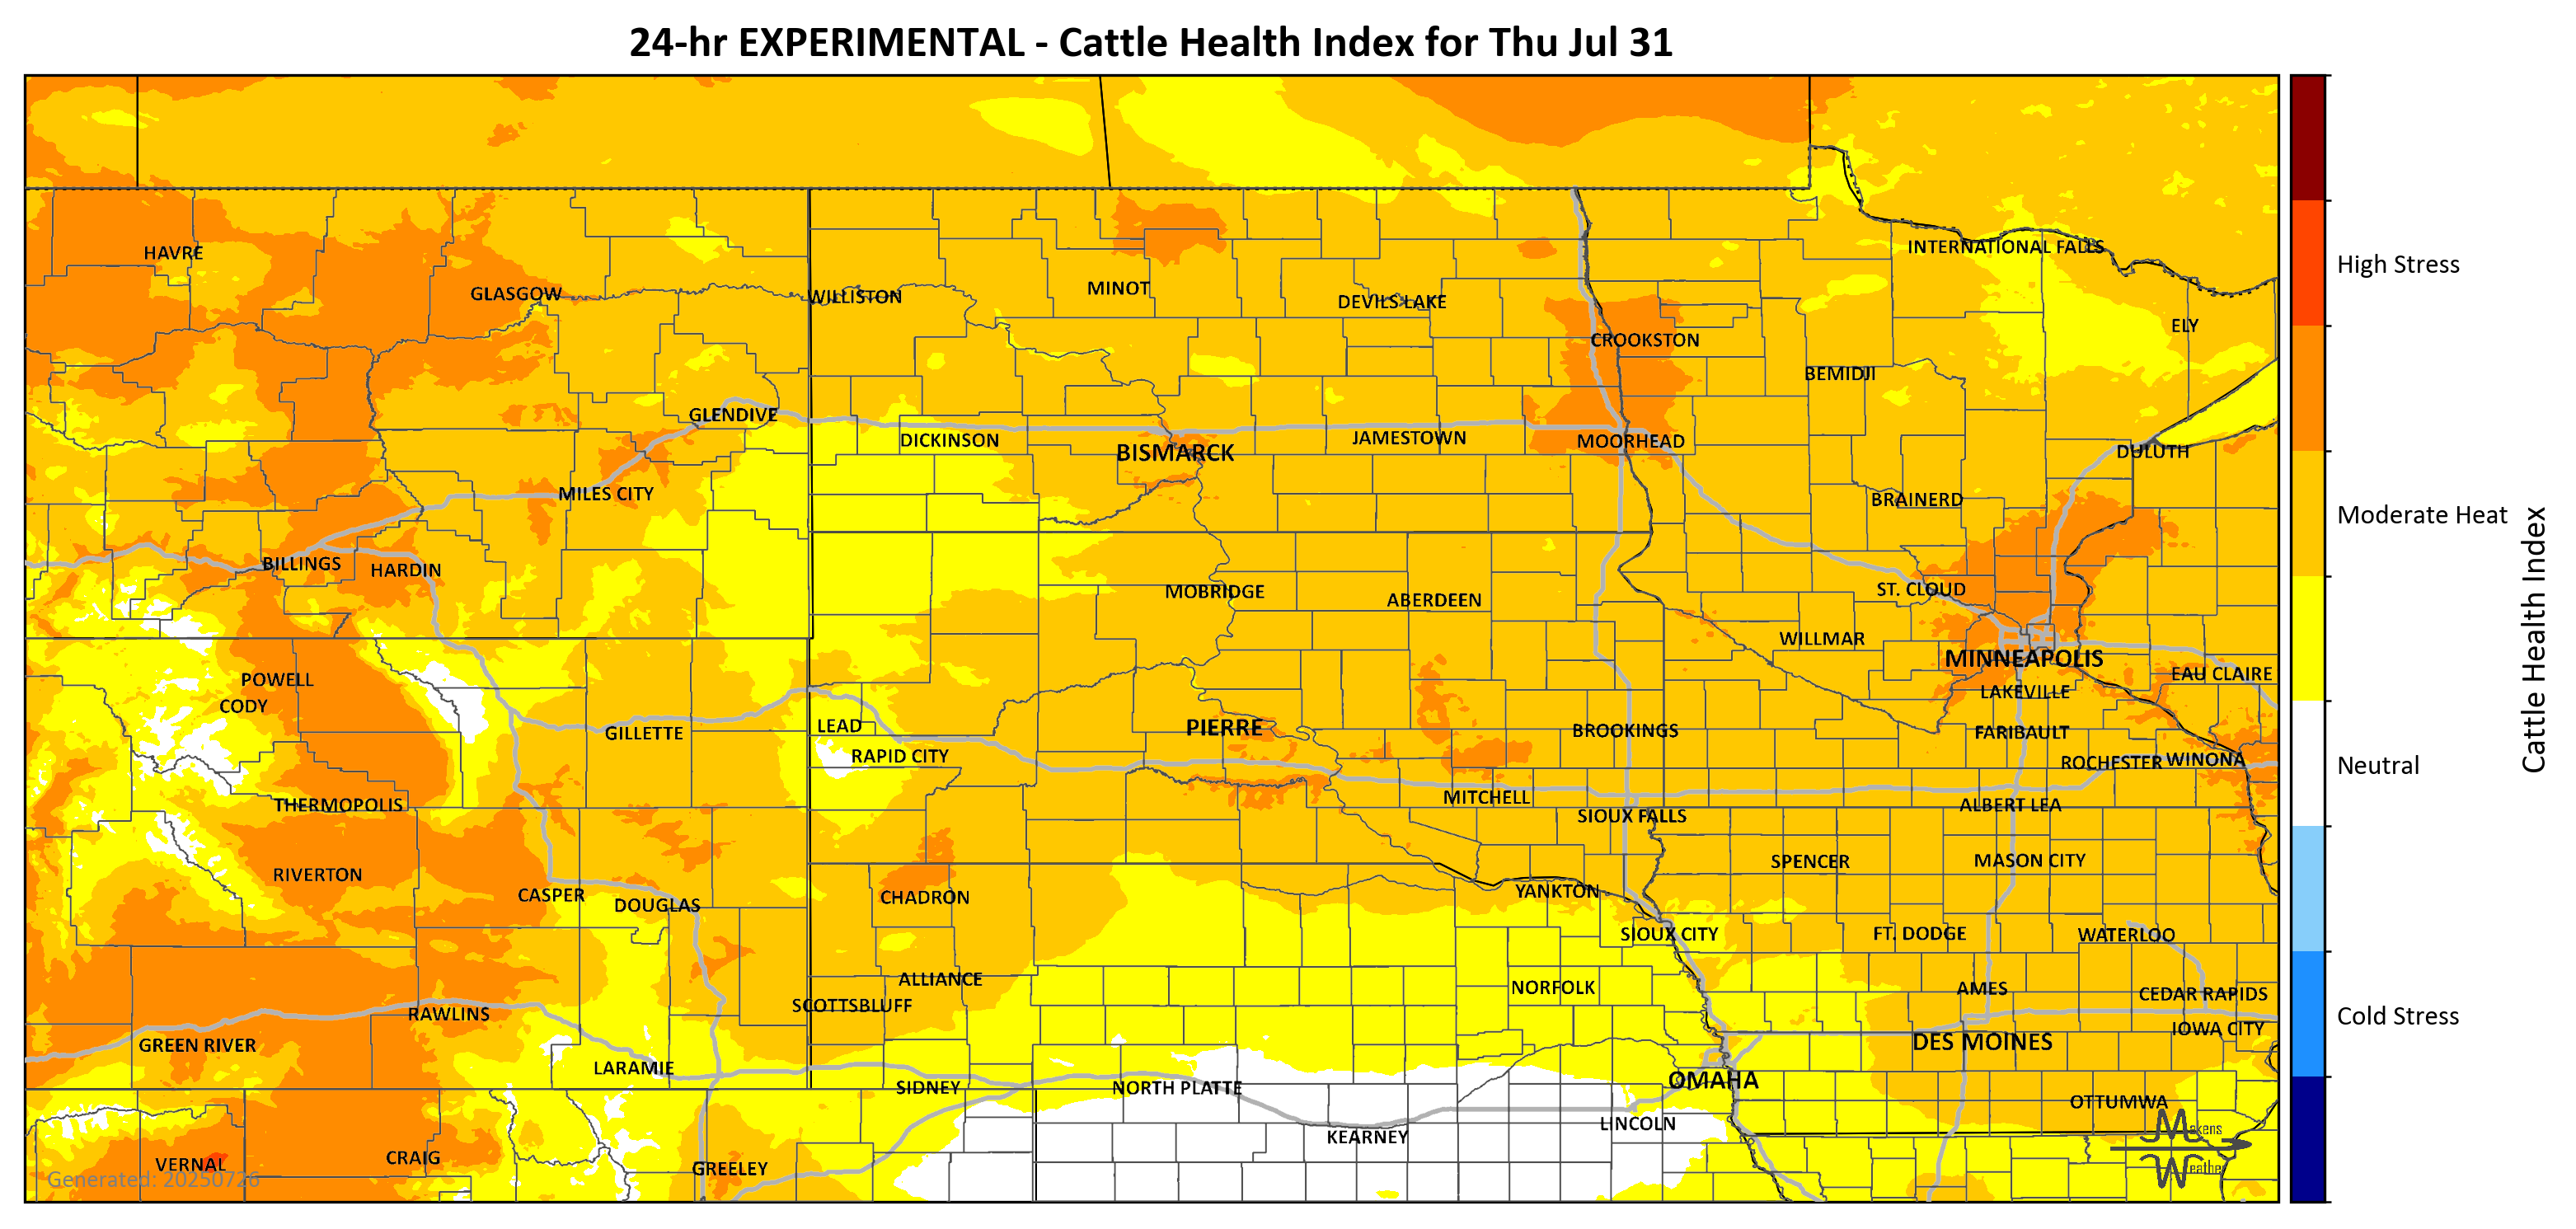 24-hr EXPERIMENTAL - Cattle Health Index for Thu Jul 31
HAVRE
INTERNATIONAL FALLS
High Stress
GLASGOW
WILLISTON
MINOT
DEVILS LAKE
CROOKSTON
ELY
BEMIDJI
GLENDIVE
DICKINSON
BISMARCK
JAMESTOWN
MOORHEAD
DULUTH
MILES CITY
BRAINERD
Moderate Heat
BILLINGS
HARDIN
MOBRIDGE
ABERDEEN
ST. CLOUD
WILLMAR
MINNEAPOLIS
EAU CLAIRE
POWELL
CODY
LAKEVILLE
Cattle Health Index
GILLETTE
LEAD
PIERRE
BROOKINGS
FARIBAULT
RAPID CITY
ROCHESTER
WINONA
Neutral
THERMOPOLIS
MITCHELL
SIOUX FALLS
ALBERT LEA
RIVERTON
SPENCER
MASON CITY
CASPER
DOUGLAS
CHADRON
YANKTON
SIOUX CITY
FT. DODGE
WATERLOO
ALLIANCE
SCOTTSBLUFF
NORFOLK
AMES
CEDAR RAPIDS
RAWLINS
Cold Stress
GREEN RIVER
DES MOINES
IOWA CITY
LARAMIE
SIDNEY
NORTH PLATTE
OMAHA
OTTUMWA
KEARNEY
LINCOLN
Makens
Weather
VERNAL
CRAIG
GREELEY
Generated: 20250726